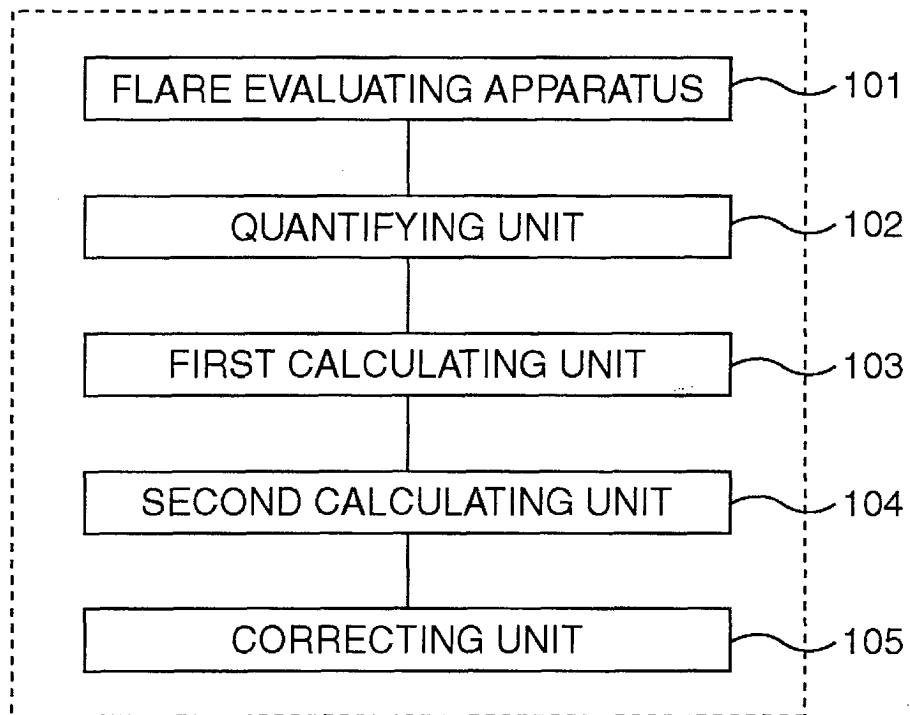 FLARE EVALUATING APPARATUS 101
QUANTIFYING UNIT 102
FIRST CALCULATING UNIT 103
SECOND CALCULATING UNIT 104
CORRECTING UNIT 105